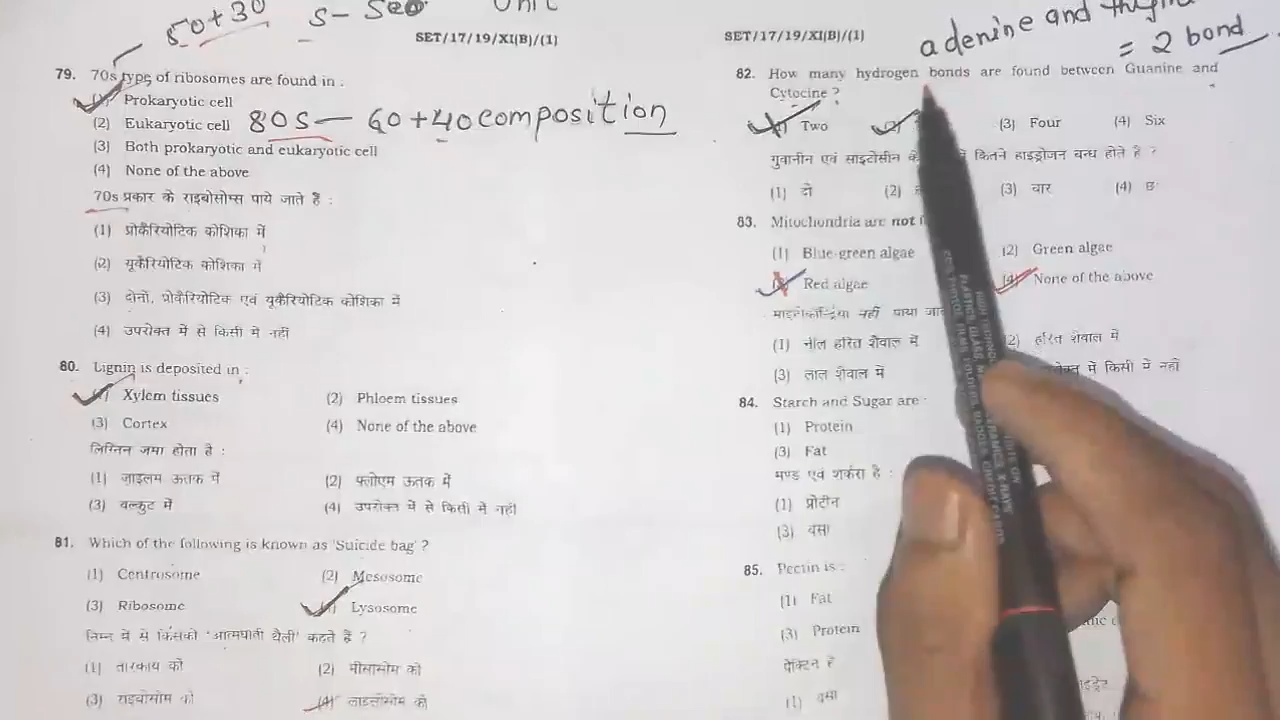 50+30 S-
Unit
SET/17/19/XI(B)/(1)
79. 70s type of ribosomes are found in :
Prokaryotic cell
(2) Eukaryotic cell 80S — 60+40 composition
(3) Both prokaryotic and eukaryotic cell
(4) None of the above
70s प्रकार के राइबोसोम्स पाये जाते हैं :
(1) प्रोकैरियोटिक कोशिका में
(2) यूकैरियोटिक कोशिका में
(3) दोनों, प्रोकैरियोटिक एवं यूकैरियोटिक कोशिका में
(4) उपरोक्त में से किसी में नहीं
80. Lignin is deposited in :
Xylem tissues (2) Phloem tissues
(3) Cortex (4) None of the above
लिग्निन जमा होता है :
(1) ज़ाइलम ऊतक में (2) फ्लोएम ऊतक में
(3) वल्कुट में (4) उपरोक्त में से किसी में नहीं
81. Which of the following is known as 'Suicide bag' ?
(1) Centrosome (2) Mesosome
(3) Ribosome Lysosome
निम्न में से किसको 'आत्मघाती थैली' कहते हैं ?
(1) तारकाय को (2) मीसोसोम को
(3) राइबोसोम को (4) लाइसोसोम को
adenine and
= 2 bond
SET/17/19/XI(B)/(1)
82. How many hydrogen bonds are found between Guanine and
Cytocine ?
Two (3) Four (4) Six
गुवानीन एवं साइटोसीन कितने हाइड्रोजन बन्ध होते हैं ?
(1) दो (2) (3) चार (4) छः
83. Mitochondria are not
(1) Blue-green algae (2) Green algae
Red algae (4) None of the above
माइटोकॉन्ड्रिया नहीं पाया
(1) नील हरित शैवाल में (2) हरित शैवाल में
(3) लाल शैवाल में में किसी में नहीं
84. Starch and Sugar are :
(1) Protein
(3) Fat
मण्ड एवं शर्करा है :
(1) प्रोटीन
(3) वसा
85. Pectin is :
(1) Fat
(3) Protein
पेक्टिन है
(1) वसा